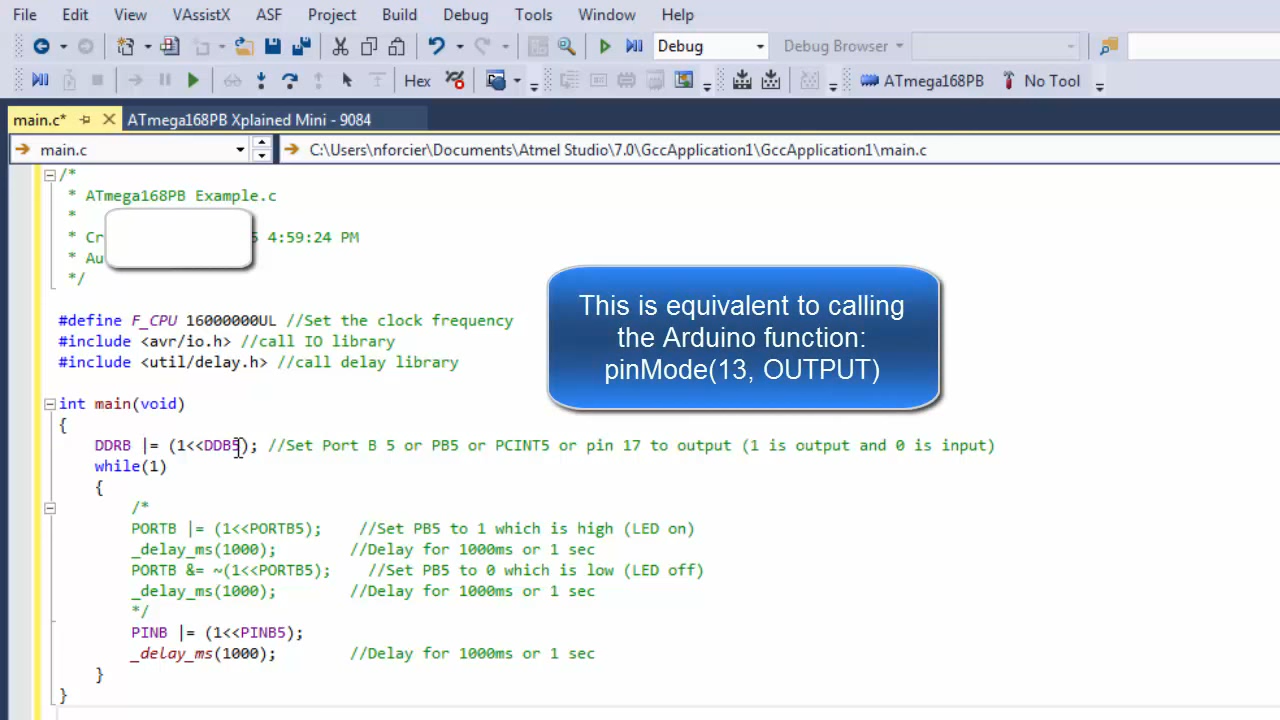 File Edit View VAssistX ASF Project Build Debug Tools Window Help
Debug Debug Browser
Hex ATmega168PB No Tool
main.c* ATmega168PB Xplained Mini - 9084
main.c C:\Users\nforcier\Documents\Atmel Studio\7.0\GccApplication1\GccApplication1\main.c
/*
* ATmega168PB Example.c
*
* Cr 5 4:59:24 PM
* Au
*/
This is equivalent to calling
the Arduino function:
pinMode(13, OUTPUT)
#define F_CPU 16000000UL //Set the clock frequency
#include <avr/io.h> //call IO library
#include <util/delay.h> //call delay library
int main(void)
{
DDRB |= (1<<DDB5); //Set Port B 5 or PB5 or PCINT5 or pin 17 to output (1 is output and 0 is input)
while(1)
{
/*
PORTB |= (1<<PORTB5); //Set PB5 to 1 which is high (LED on)
_delay_ms(1000); //Delay for 1000ms or 1 sec
PORTB &= ~(1<<PORTB5); //Set PB5 to 0 which is low (LED off)
_delay_ms(1000); //Delay for 1000ms or 1 sec
*/
PINB |= (1<<PINB5);
_delay_ms(1000); //Delay for 1000ms or 1 sec
}
}